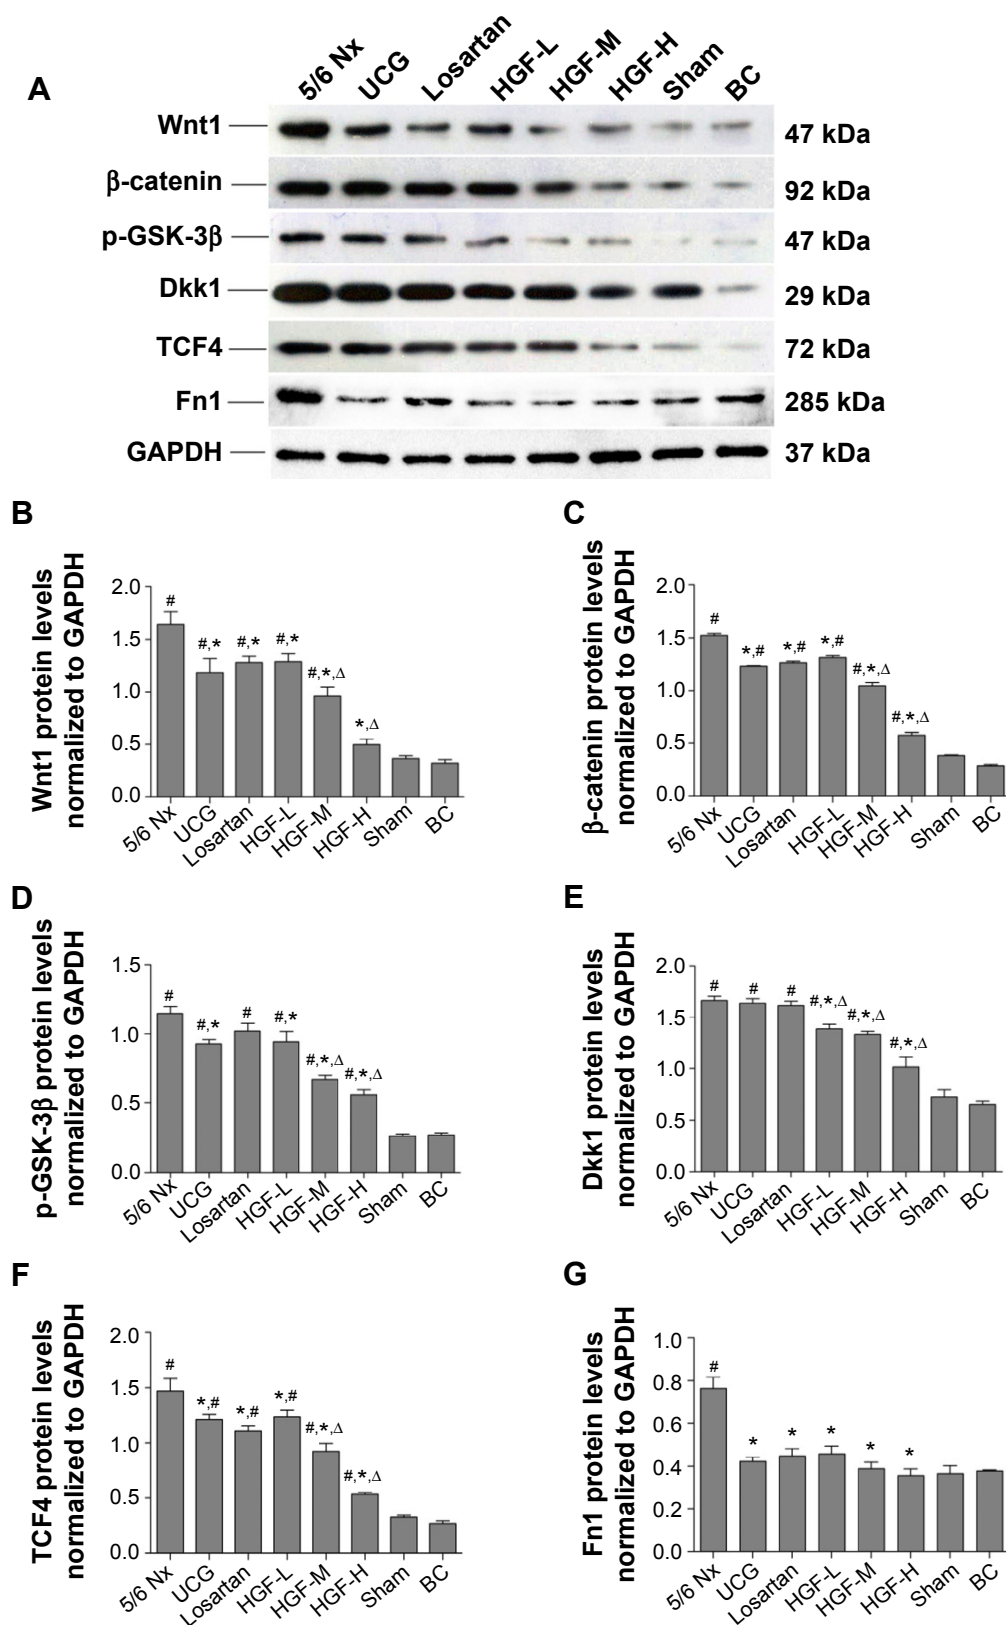 A
5/6 Nx UCG Losartan HGF-L HGF-M HGF-H Sham BC
Wnt1 47 kDa
β-catenin 92 kDa
p-GSK-3β 47 kDa
Dkk1 29 kDa
TCF4 72 kDa
Fn1 285 kDa
GAPDH 37 kDa
B
Wnt1 protein levels
normalized to GAPDH
2.0
1.5
1.0
0.5
0.0
# #,* #,* #,* #,*,Δ *,Δ
5/6 Nx UCG Losartan HGF-L HGF-M HGF-H Sham BC
C
β-catenin protein levels
normalized to GAPDH
2.0
1.5
1.0
0.5
0.0
# *,# *,# *,# #,*,Δ #,*,Δ
5/6 Nx UCG Losartan HGF-L HGF-M HGF-H Sham BC
D
p-GSK-3β protein levels
normalized to GAPDH
1.5
1.0
0.5
0.0
# #,* # #,* #,*,Δ #,*,Δ
5/6 Nx UCG Losartan HGF-L HGF-M HGF-H Sham BC
E
Dkk1 protein levels
normalized to GAPDH
2.0
1.5
1.0
0.5
0.0
# # # #,*,Δ #,*,Δ #,*,Δ
5/6 Nx UCG Losartan HGF-L HGF-M HGF-H Sham BC
F
TCF4 protein levels
normalized to GAPDH
2.0
1.5
1.0
0.5
0.0
# *,# *,# *,# #,*,Δ #,*,Δ
5/6 Nx UCG Losartan HGF-L HGF-M HGF-H Sham BC
G
Fn1 protein levels
normalized to GAPDH
1.0
0.8
0.6
0.4
0.2
0.0
# * * * * *
5/6 Nx UCG Losartan HGF-L HGF-M HGF-H Sham BC